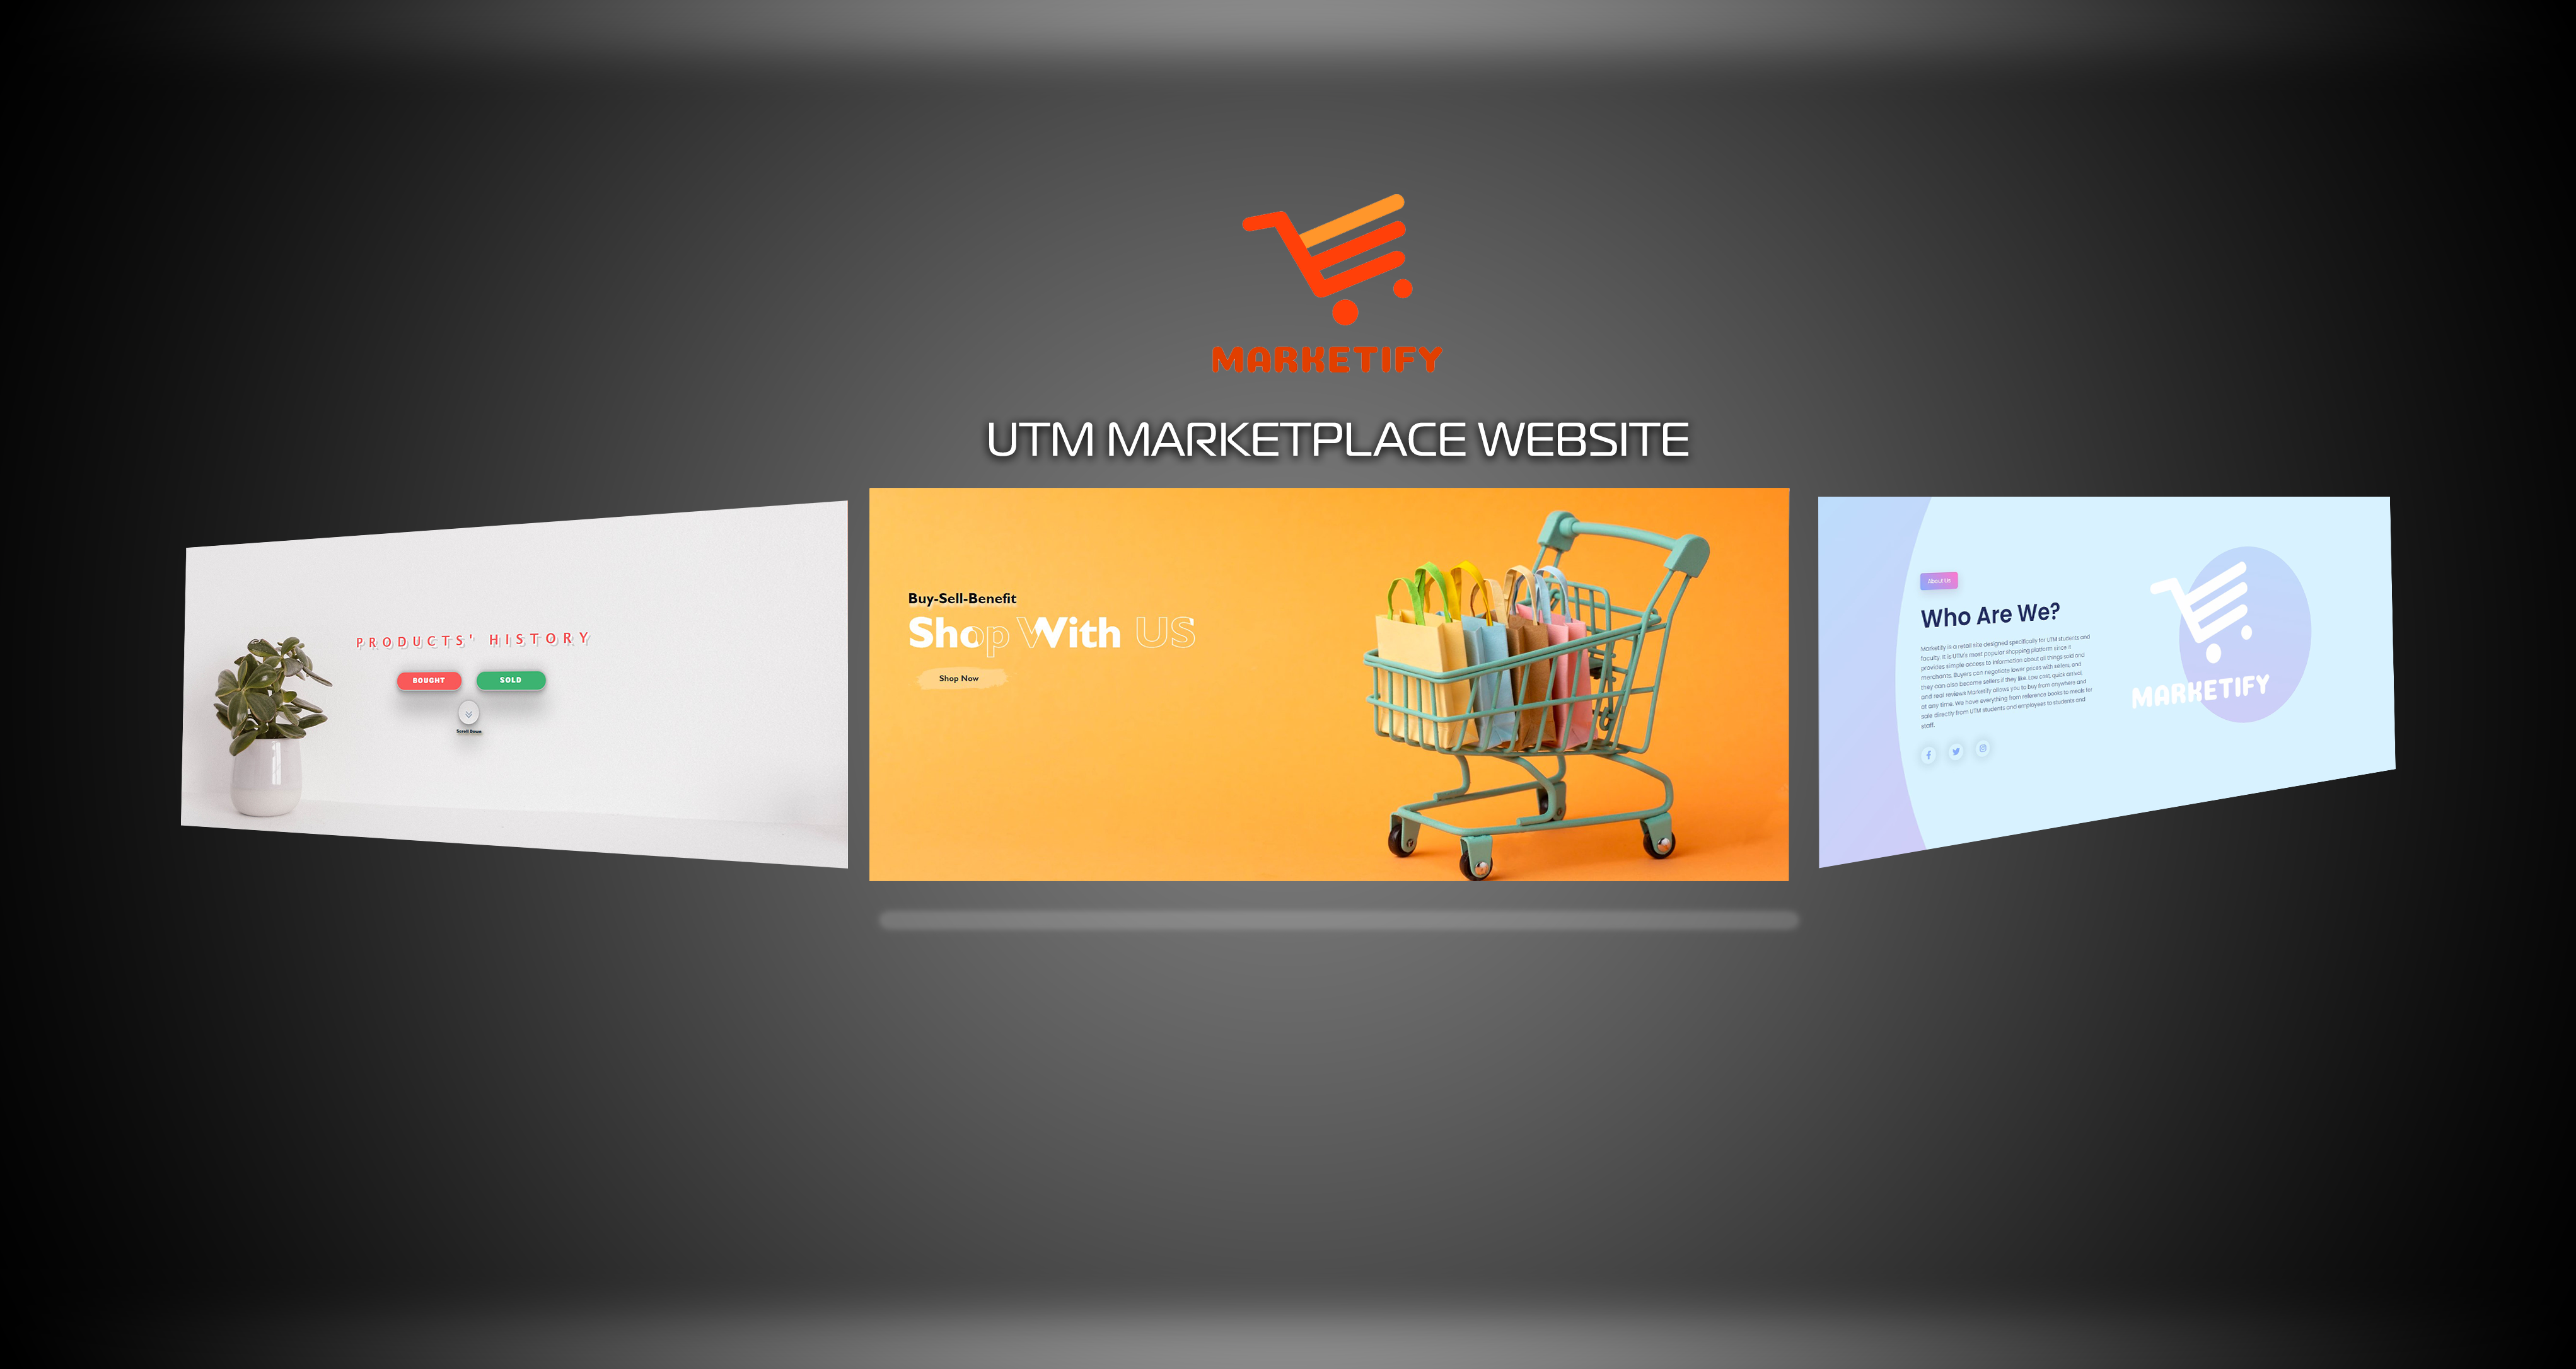 MARKETIFY
UTM MARKETPLACE WEBSITE
PRODUCTS' HISTORY
BOUGHT
SOLD
Scroll Down
Buy-Sell-Benefit
Shop With US
Shop Now
About Us
Who Are We?
Marketify is a retail site designed specifically for UTM students and
faculty. It is UTM's most popular shopping platform since it
provides simple access to information about all things sold and
merchants. Buyers can negotiate lower prices with sellers, and
they can also become sellers if they like. Low cost, quick arrival,
and real reviews Marketify allows you to buy from anywhere and
at any time. We have everything from reference books to meals for
sale directly from UTM students and employees to students and
staff.
MARKETIFY